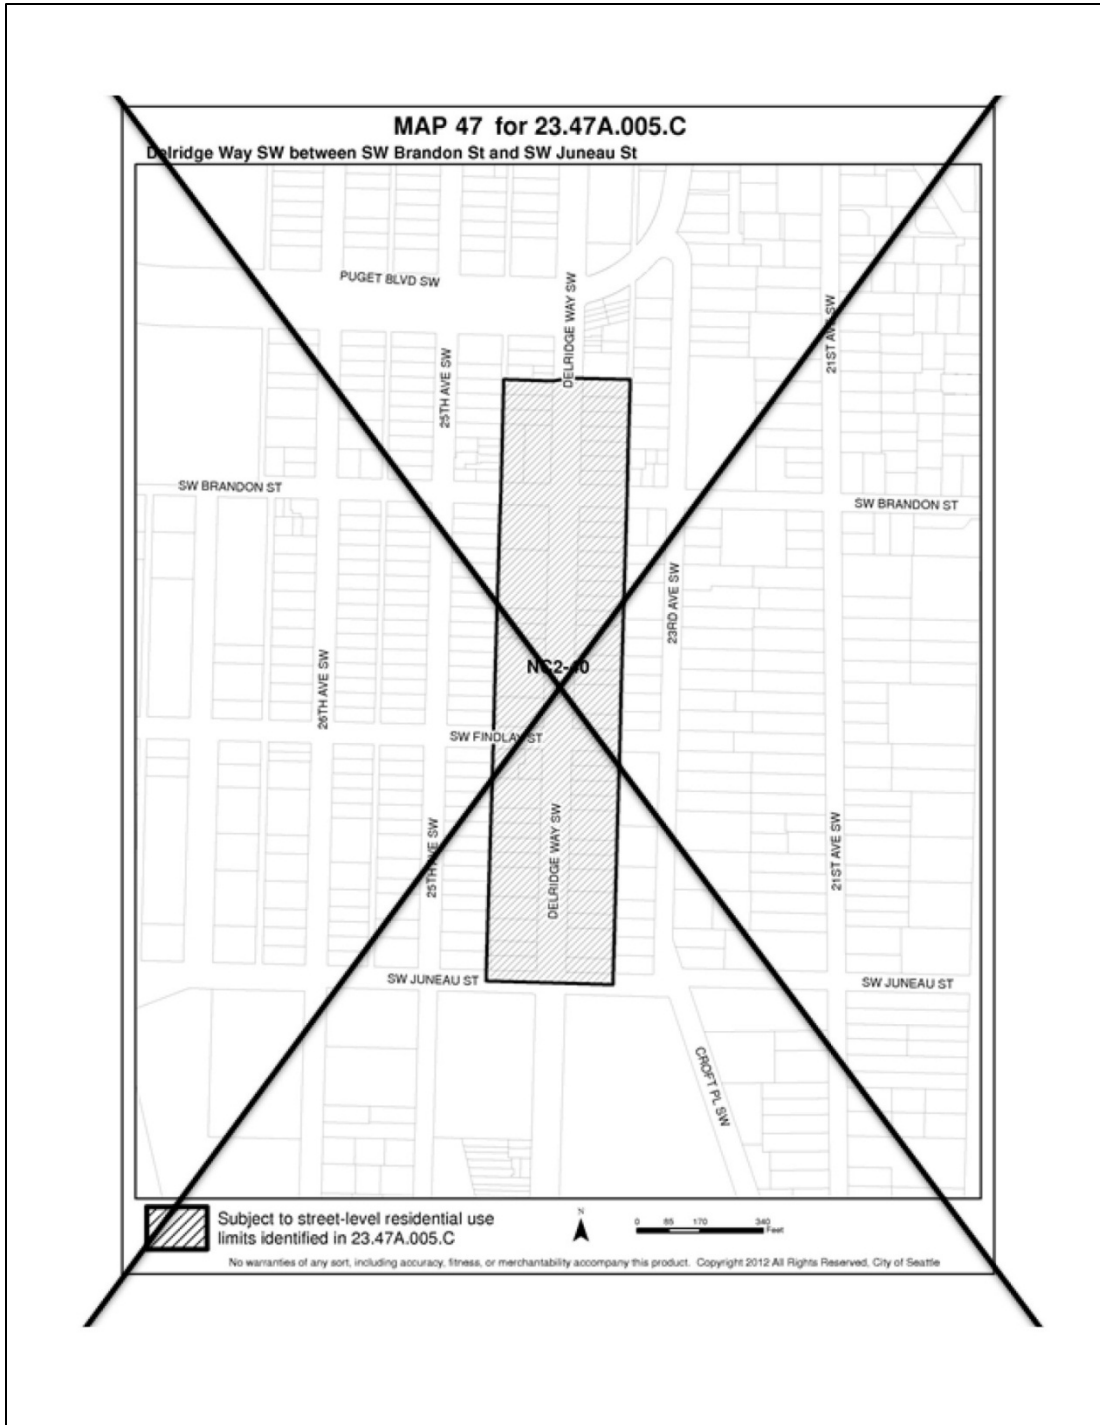 MAP 47 for 23.47A.005.C
Delridge Way SW between SW Brandon St and SW Juneau St
PUGET BLVD SW
DELRIDGE WAY SW
21ST AVE SW
25TH AVE SW
SW BRANDON ST
SW BRANDON ST
23RD AVE SW
26TH AVE SW
NC2-40
SW FINDLAY ST
DELRIDGE WAY SW
25TH AVE SW
21ST AVE SW
SW JUNEAU ST
SW JUNEAU ST
CROFT PL SW
Subject to street-level residential use
limits identified in 23.47A.005.C
N
0 85 170 340
Feet
No warranties of any sort, including accuracy, fitness, or merchantability accompany this product. Copyright 2012 All Rights Reserved, City of Seattle